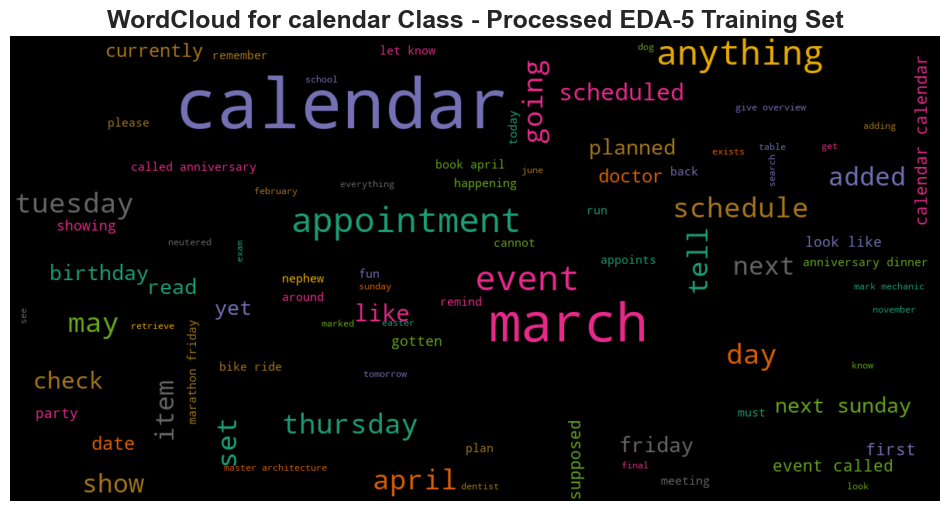 WordCloud for calendar Class - Processed EDA-5 Training Set
currently
remember
let know
dog
anything
calendar
school
going
scheduled
give overview
calendar calendar
please
today
adding
called anniversary
book april
happening
june
planned
exists
table
get
search
doctor
back
added
tuesday
showing
february
everything
appointment
run
schedule
neutered
exam
cannot
tell
look like
birthday
read
nephew
fun
sunday
event
appoints
next
anniversary dinner
around
remind
mark mechanic
see
may
retrieve
yet
like
marked
easter
march
november
gotten
marathon friday
bike ride
tomorrow
day
know
check
item
party
set
thursday
must
next sunday
date
supposed
friday
first
plan
show
master architecture
april
dentist
final
meeting
event called
look